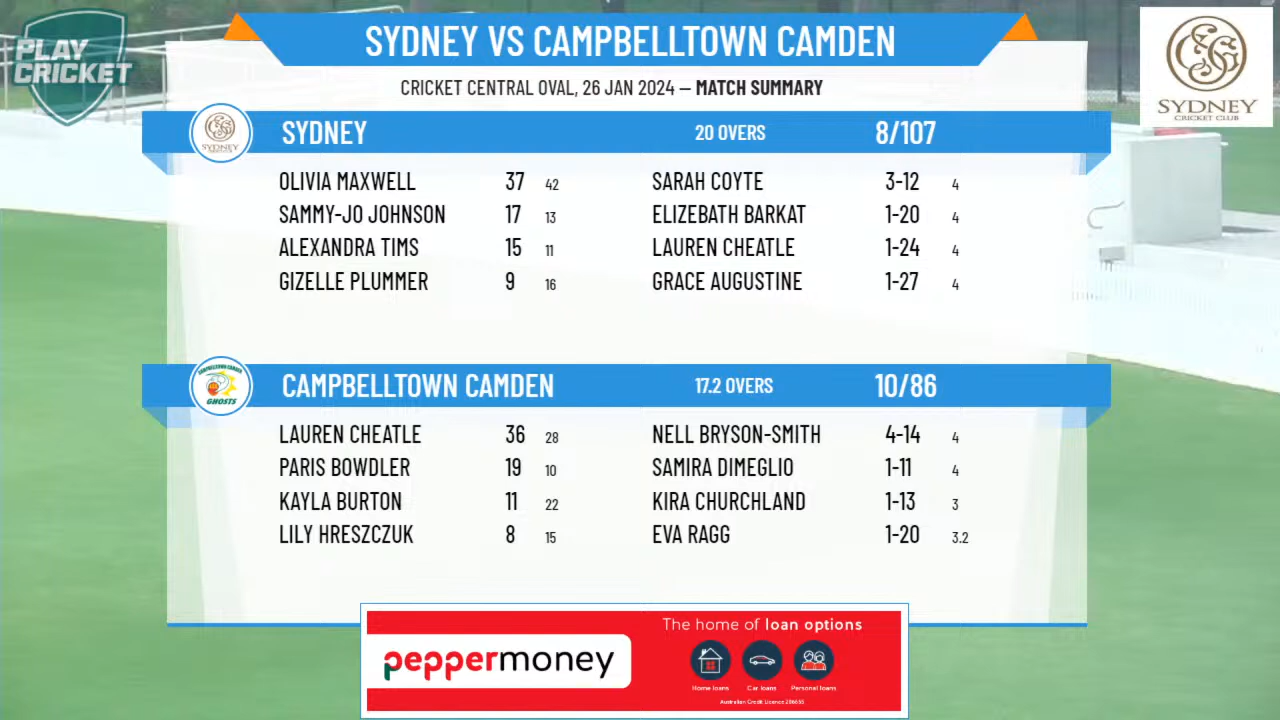 PLAY CRICKET
SYDNEY VS CAMPBELLTOWN CAMDEN
SYDNEY
CRICKET CLUB
CRICKET CENTRAL OVAL, 26 JAN 2024 – MATCH SUMMARY
SYDNEY 20 OVERS 8/107
OLIVIA MAXWELL 37 42 SARAH COYTE 3-12 4
SAMMY-JO JOHNSON 17 13 ELIZEBATH BARKAT 1-20 4
ALEXANDRA TIMS 15 11 LAUREN CHEATLE 1-24 4
GIZELLE PLUMMER 9 16 GRACE AUGUSTINE 1-27 4
CAMPBELLTOWN CAMDEN
GHOSTS
CAMPBELLTOWN CAMDEN 17.2 OVERS 10/86
LAUREN CHEATLE 36 28 NELL BRYSON-SMITH 4-14 4
PARIS BOWDLER 19 10 SAMIRA DIMEGLIO 1-11 4
KAYLA BURTON 11 22 KIRA CHURCHLAND 1-13 3
LILY HRESZCZUK 8 15 EVA RAGG 1-20 3.2
peppermoney
The home of loan options
Home loans Car loans Personal loans
Australian Credit Licence 286655